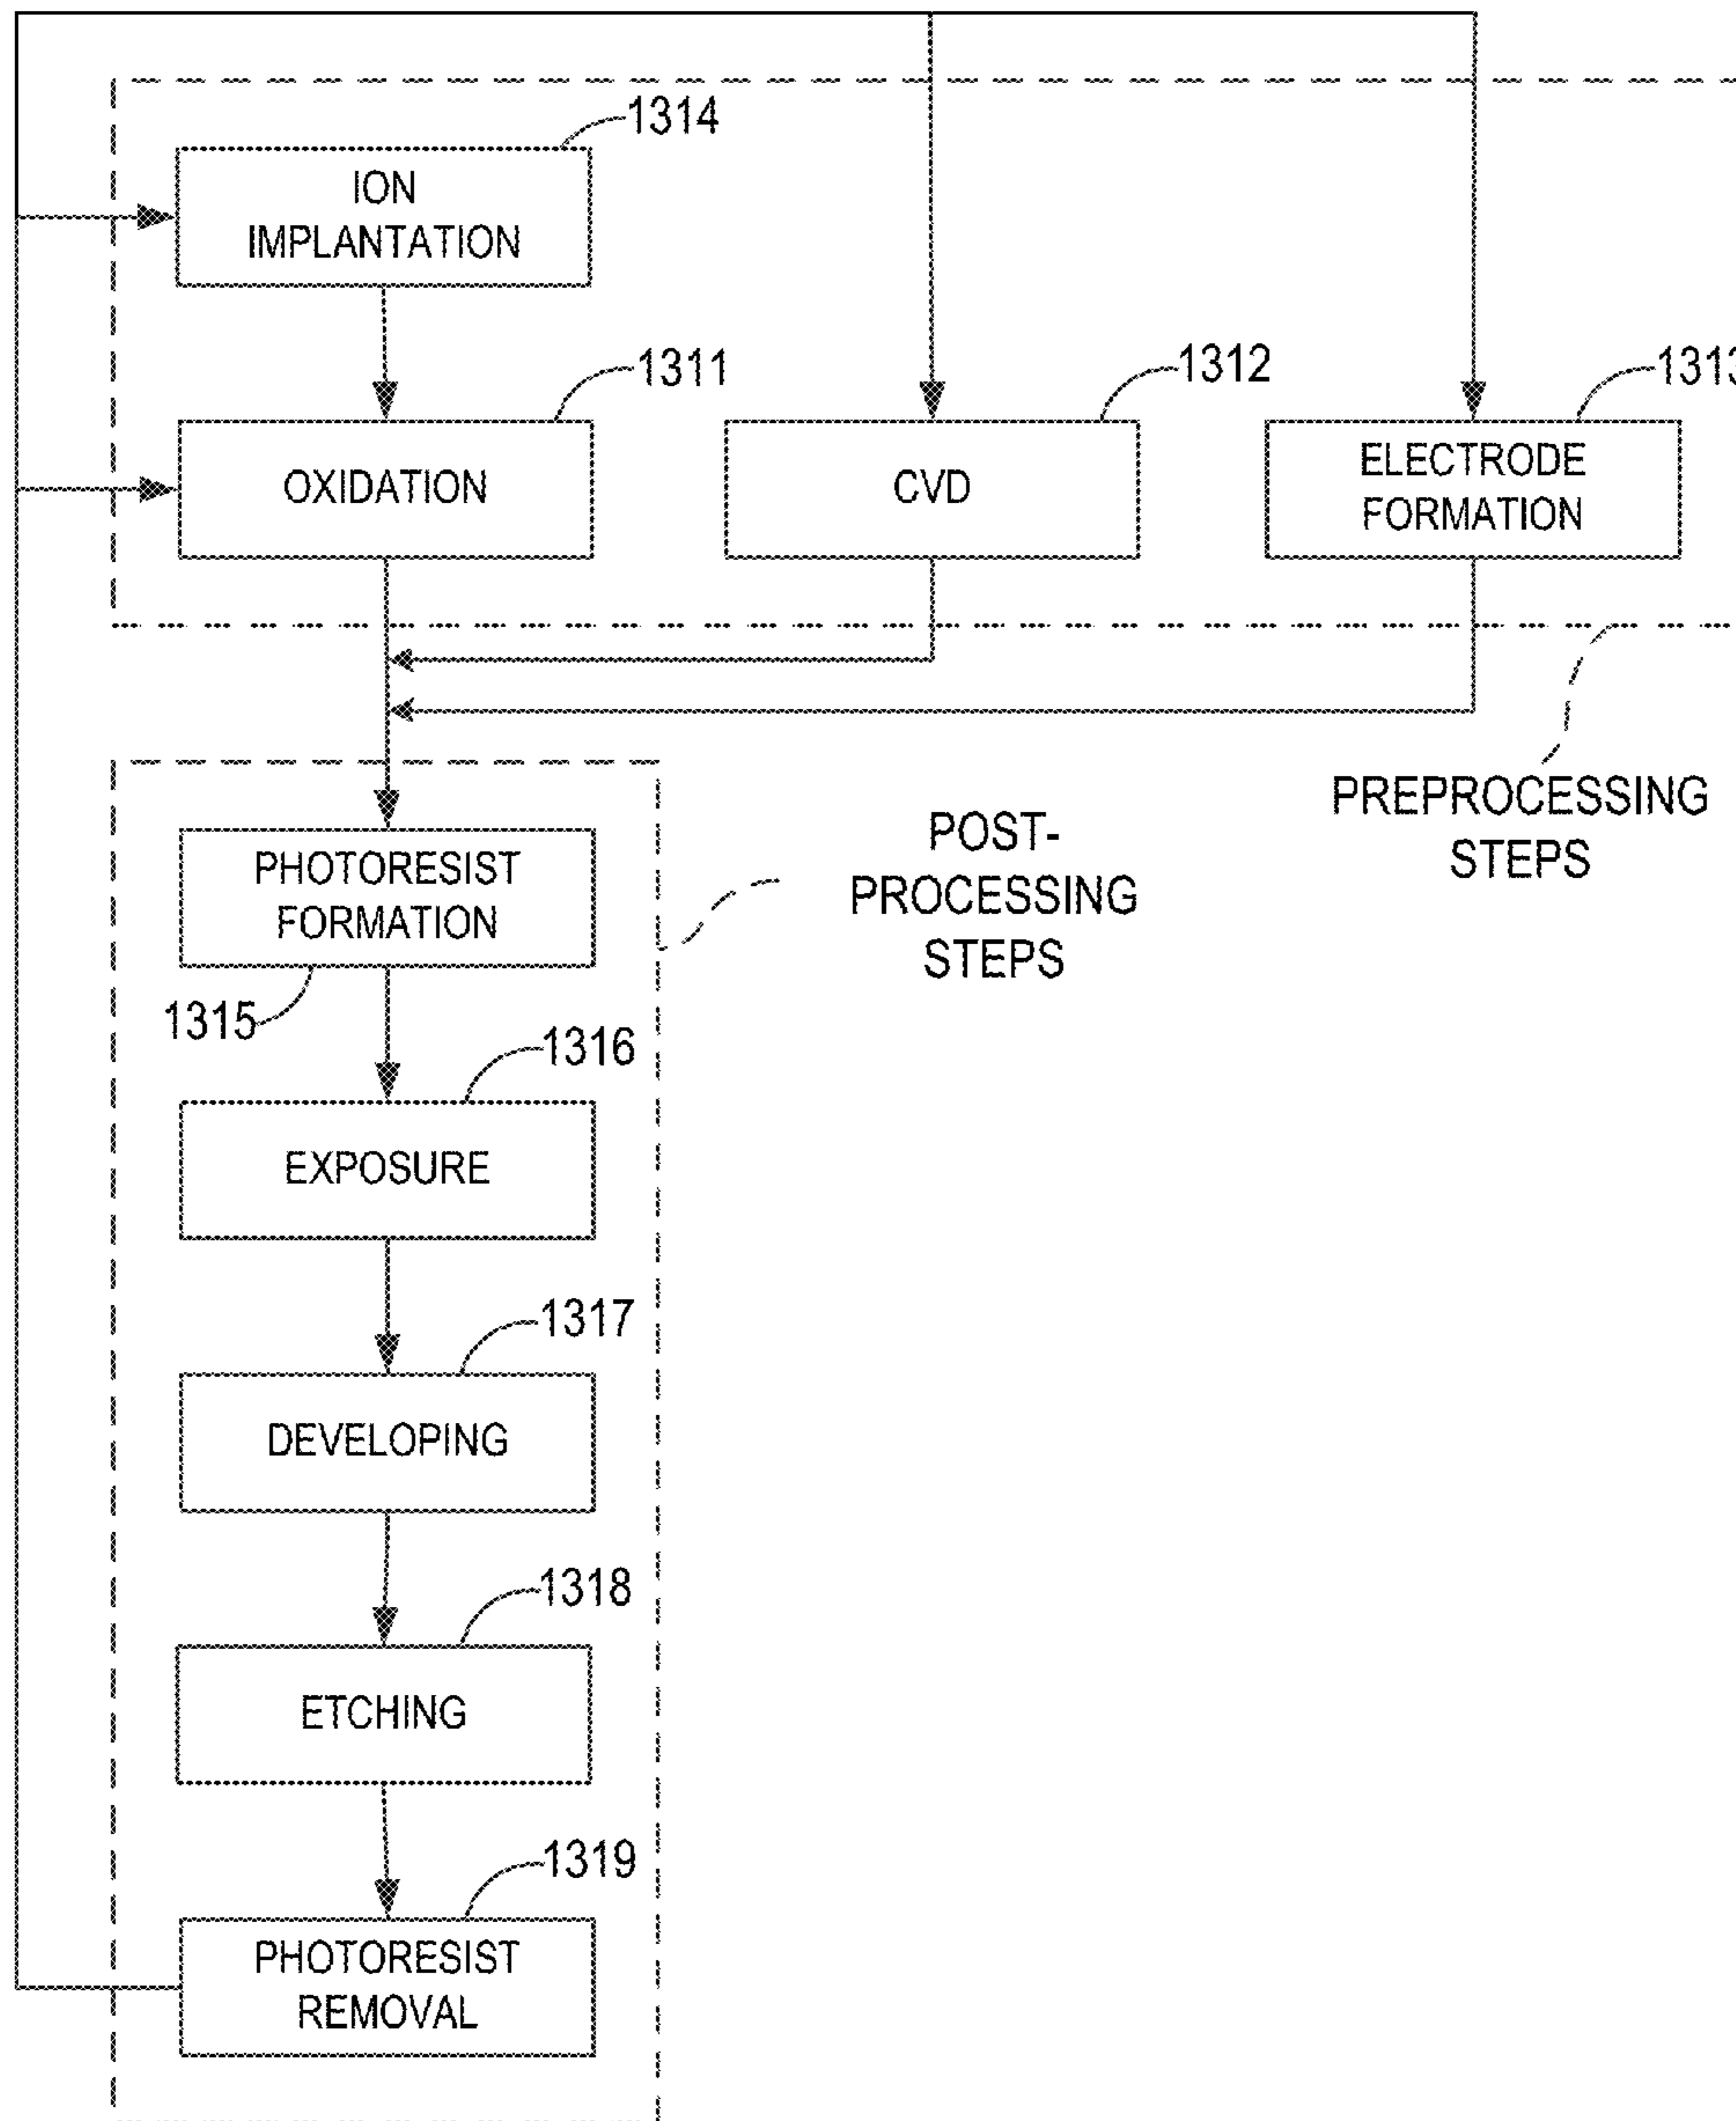 1314
ION
IMPLANTATION
1311
1312
1313
OXIDATION
CVD
ELECTRODE
FORMATION
PREPROCESSING
STEPS
POST-
PROCESSING
STEPS
PHOTORESIST
FORMATION
1315
1316
EXPOSURE
1317
DEVELOPING
1318
ETCHING
1319
PHOTORESIST
REMOVAL